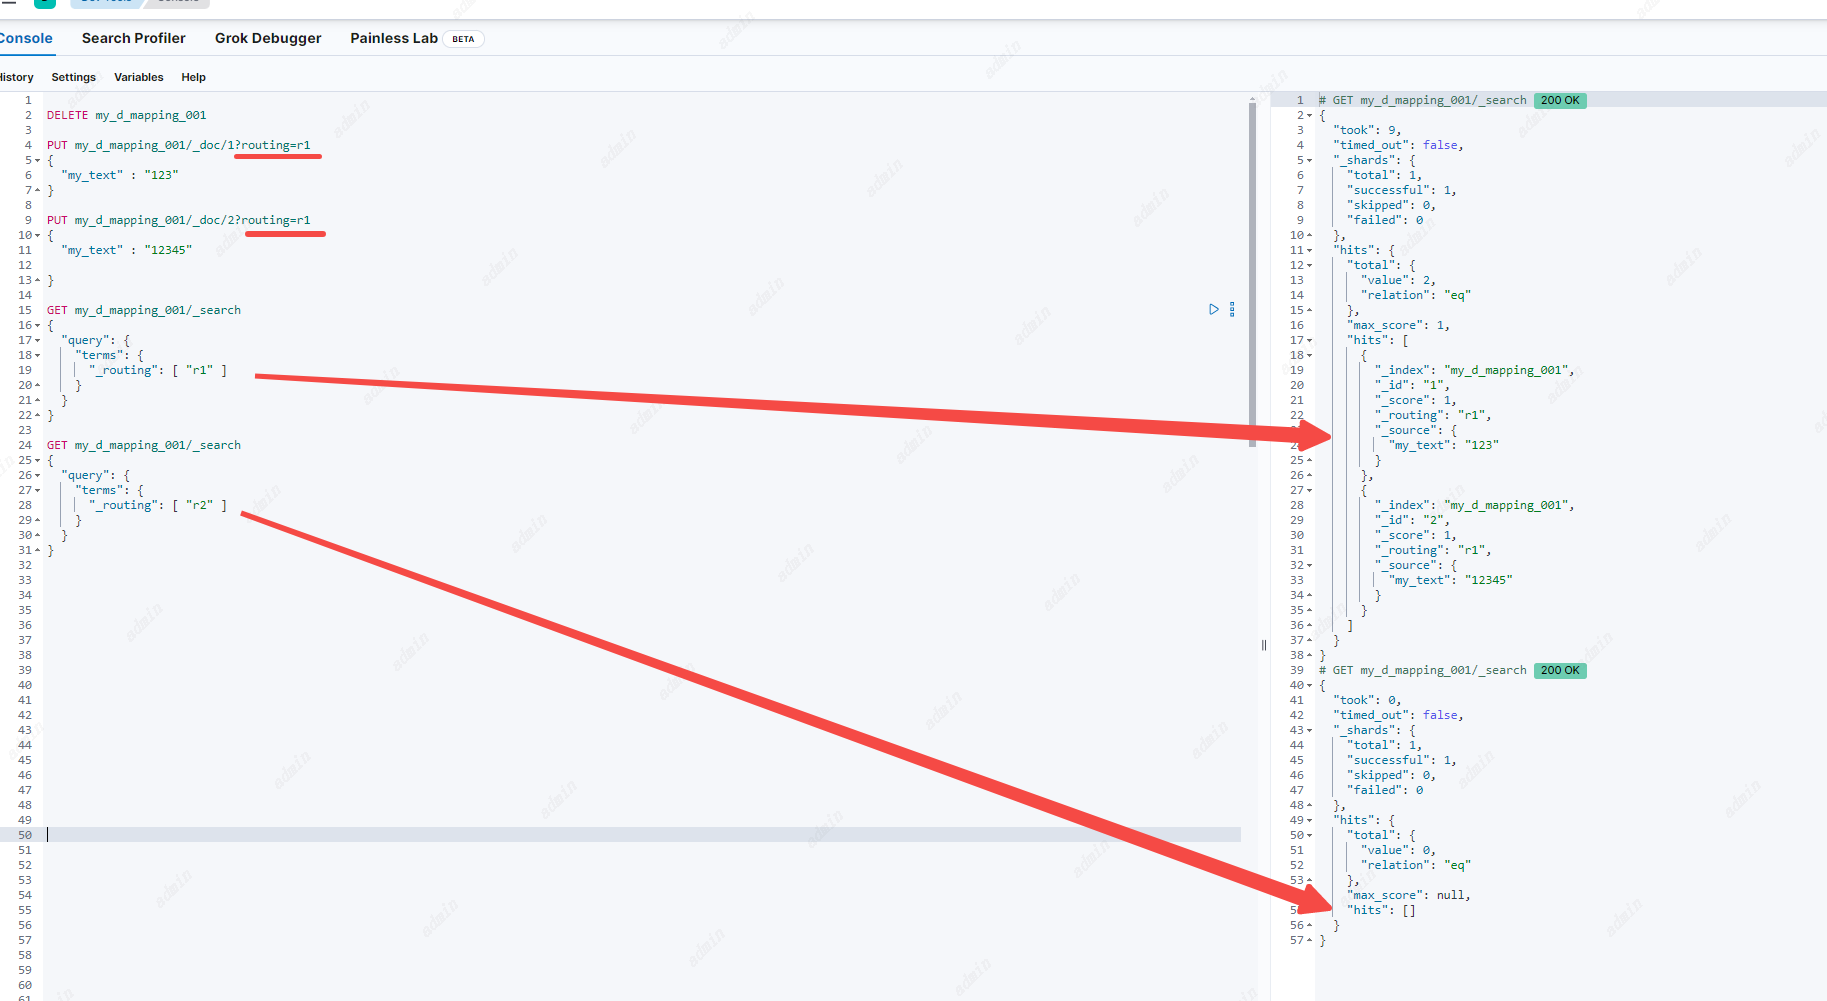 Console
Search Profiler
Grok Debugger
Painless Lab
BETA
History
Settings
Variables
Help
1
2 DELETE my_d_mapping_001
3
4 PUT my_d_mapping_001/_doc/1?routing=r1
5 {
6 "my_text" : "123"
7 }
8
9 PUT my_d_mapping_001/_doc/2?routing=r1
10 {
11 "my_text" : "12345"
12
13 }
14
15 GET my_d_mapping_001/_search
16 {
17 "query": {
18 "terms": {
19 "_routing": [ "r1" ]
20 }
21 }
22 }
23
24 GET my_d_mapping_001/_search
25 {
26 "query": {
27 "terms": {
28 "_routing": [ "r2" ]
29 }
30 }
31 }
32
33
34
35
36
37
38
39
40
41
42
43
44
45
46
47
48
49
50
51
52
53
54
55
56
57
58
59
60
61
1 # GET my_d_mapping_001/_search 200 OK
2 {
3 "took": 9,
4 "timed_out": false,
5 "_shards": {
6 "total": 1,
7 "successful": 1,
8 "skipped": 0,
9 "failed": 0
10 },
11 "hits": {
12 "total": {
13 "value": 2,
14 "relation": "eq"
15 },
16 "max_score": 1,
17 "hits": [
18 {
19 "_index": "my_d_mapping_001",
20 "_id": "1",
21 "_score": 1,
22 "_routing": "r1",
"_source": {
"my_text": "123"
25 }
26 },
27 {
28 "_index": "my_d_mapping_001",
29 "_id": "2",
30 "_score": 1,
31 "_routing": "r1",
32 "_source": {
33 "my_text": "12345"
34 }
35 }
36 ]
37 }
38 }
39 # GET my_d_mapping_001/_search 200 OK
40 {
41 "took": 0,
42 "timed_out": false,
43 "_shards": {
44 "total": 1,
45 "successful": 1,
46 "skipped": 0,
47 "failed": 0
48 },
49 "hits": {
50 "total": {
51 "value": 0,
52 "relation": "eq"
53 },
"max_score": null,
"hits": []
56 }
57 }
admin